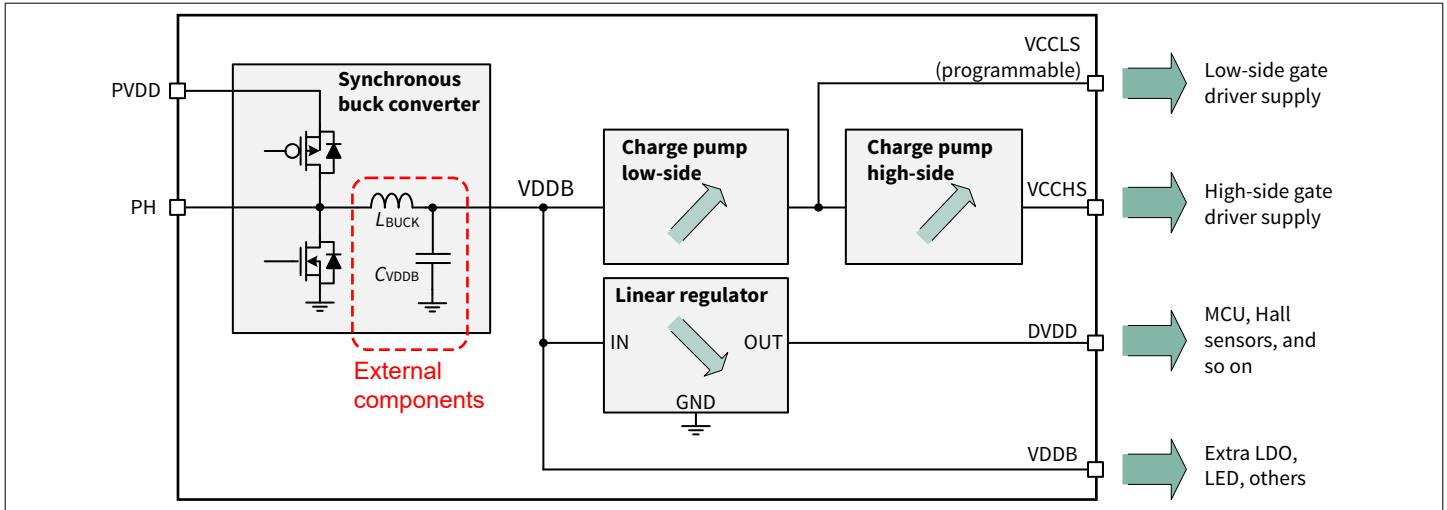 VCCLS
(programmable)
Low-side gate
driver supply
Synchronous
buck converter
PVDD
Charge pump
low-side
Charge pump
high-side
VDDB
VCCHS
High-side gate
driver supply
PH
LBUCK
CVDDB
Linear regulator
IN
OUT
GND
DVDD
MCU, Hall
sensors, and
so on
External
components
VDDB
Extra LDO,
LED, others